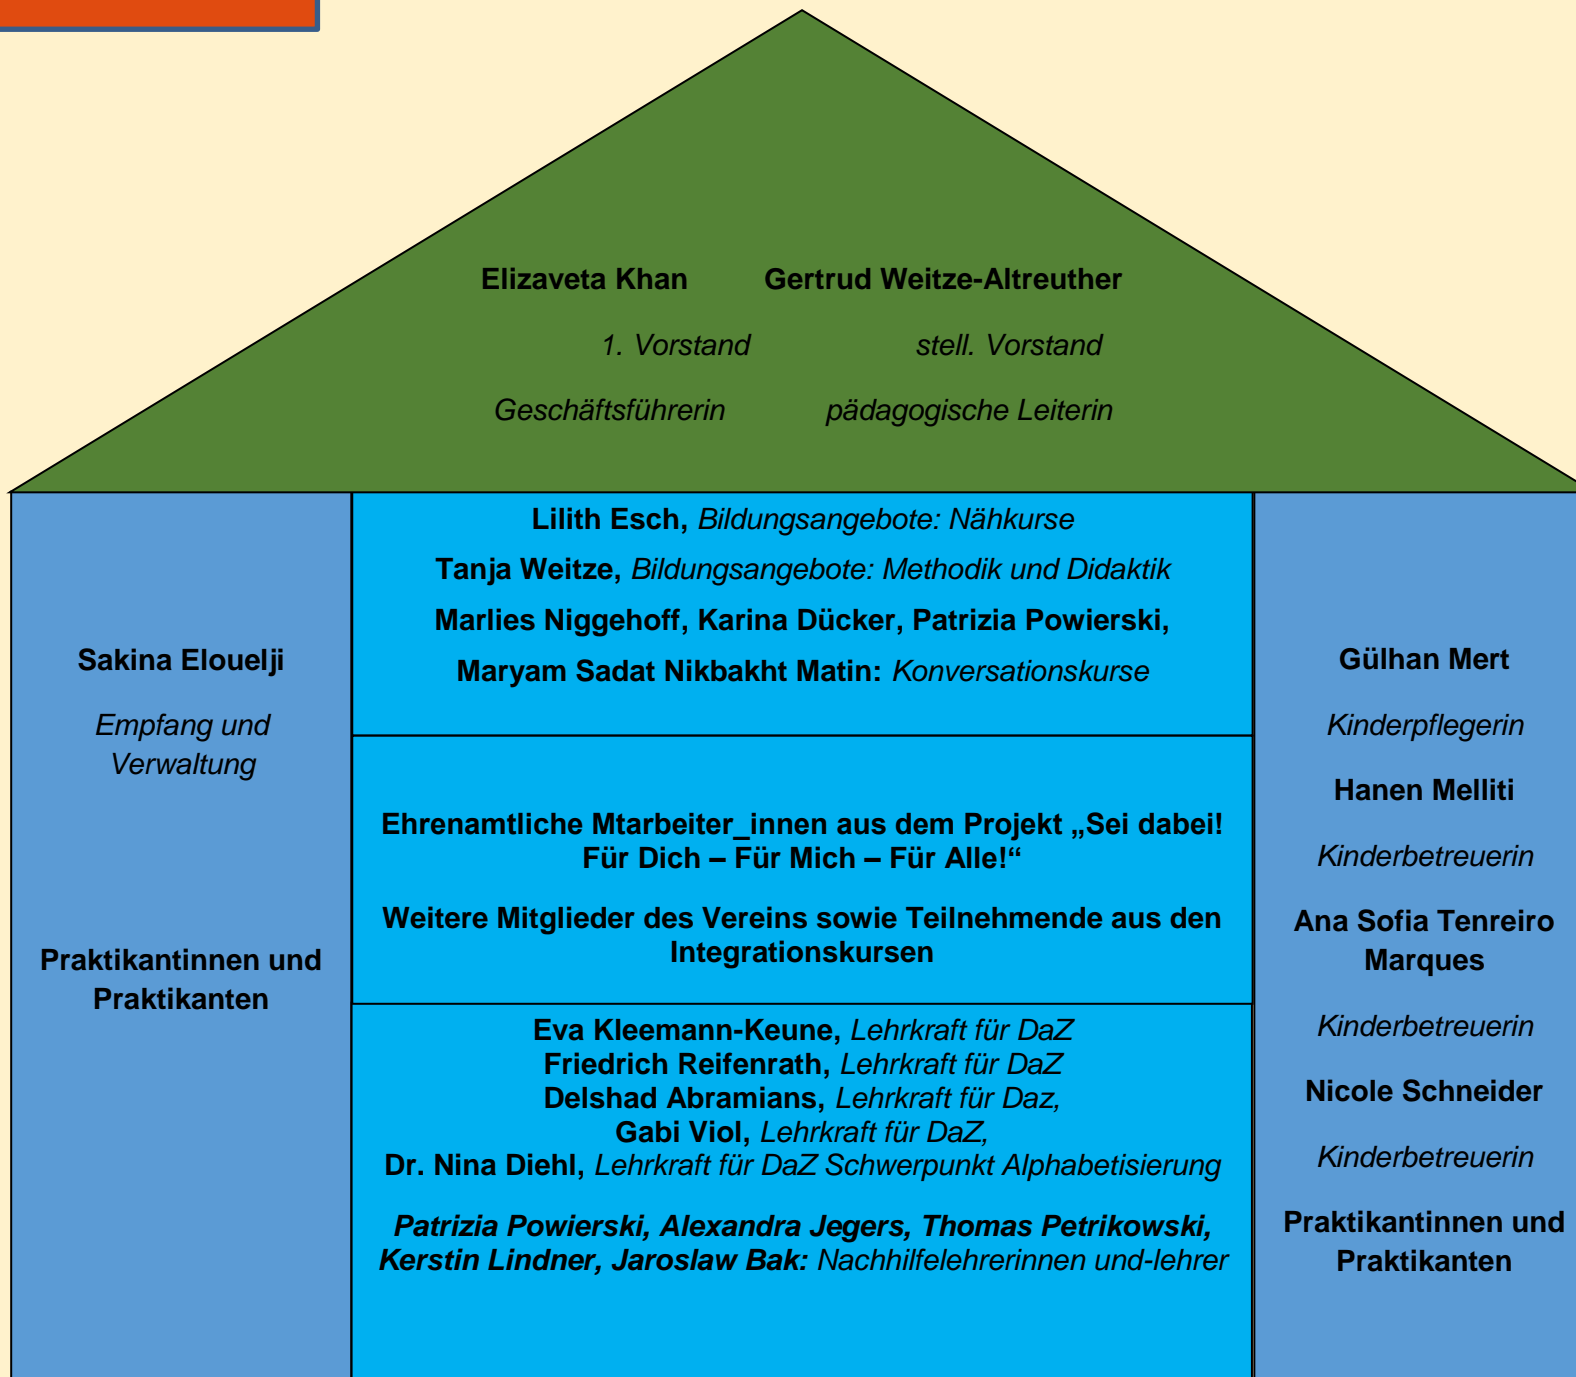 Elizaveta Khan Gertrud Weitze-Altreuther
1. Vorstand stell. Vorstand
Geschäftsführerin pädagogische Leiterin
Sakina Elouelji
Empfang und
Verwaltung
Praktikantinnen und
Praktikanten
Lilith Esch, Bildungsangebote: Nähkurse
Tanja Weitze, Bildungsangebote: Methodik und Didaktik
Marlies Niggehoff, Karina Dücker, Patrizia Powierski,
Maryam Sadat Nikbakht Matin: Konversationskurse
Ehrenamtliche Mtarbeiter_innen aus dem Projekt „Sei dabei!
Für Dich – Für Mich – Für Alle!“
Weitere Mitglieder des Vereins sowie Teilnehmende aus den
Integrationskursen
Eva Kleemann-Keune, Lehrkraft für DaZ
Friedrich Reifenrath, Lehrkraft für DaZ
Delshad Abramians, Lehrkraft für Daz,
Gabi Viol, Lehrkraft für DaZ,
Dr. Nina Diehl, Lehrkraft für DaZ Schwerpunkt Alphabetisierung
Patrizia Powierski, Alexandra Jegers, Thomas Petrikowski,
Kerstin Lindner, Jaroslaw Bak: Nachhilfelehrerinnen und-lehrer
Gülhan Mert
Kinderpflegerin
Hanen Melliti
Kinderbetreuerin
Ana Sofia Tenreiro
Marques
Kinderbetreuerin
Nicole Schneider
Kinderbetreuerin
Praktikantinnen und
Praktikanten